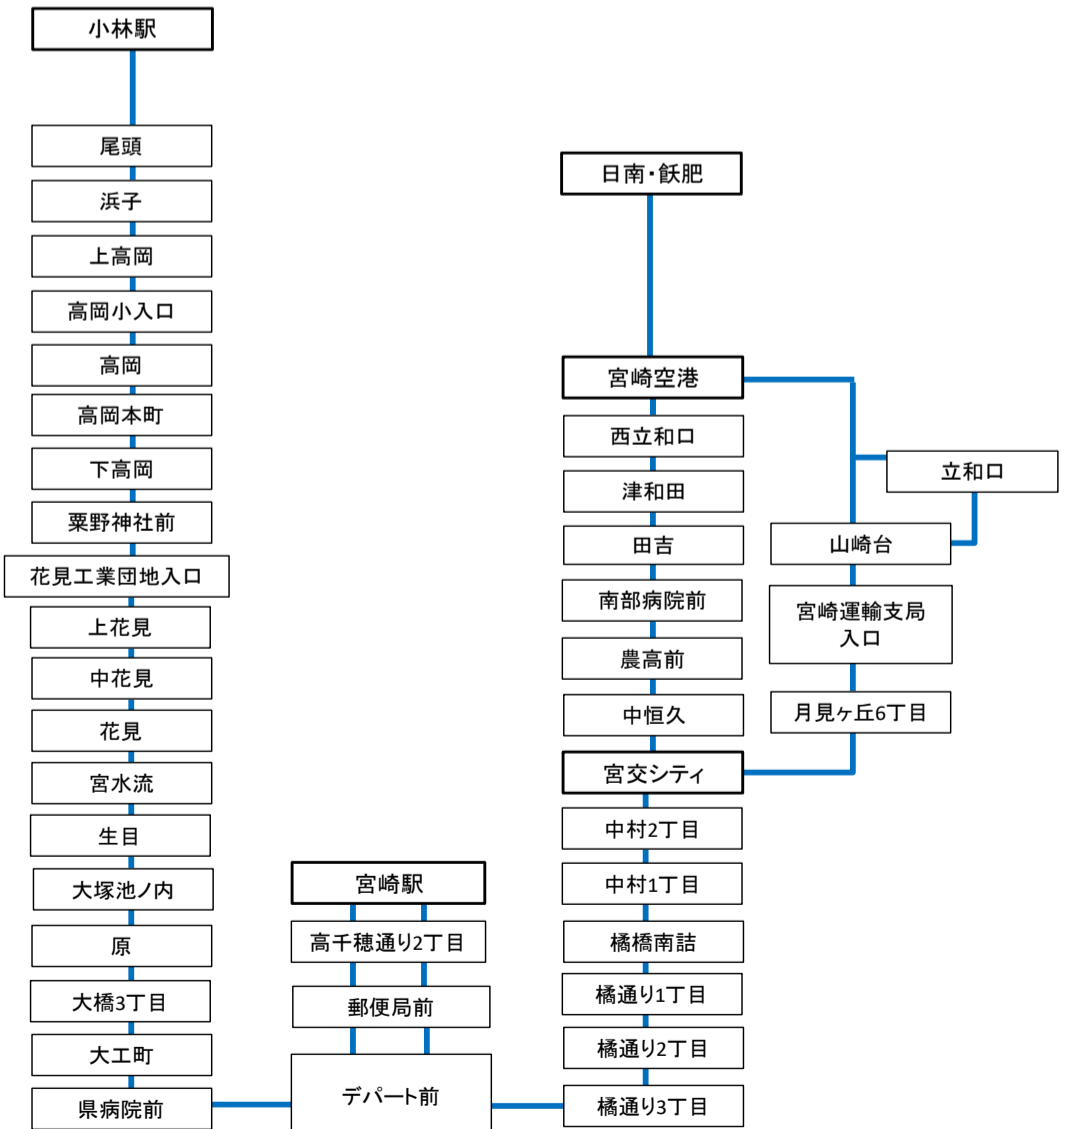 小林駅
尾頭
浜子
上高岡
高岡小入口
高岡
高岡本町
下高岡
粟野神社前
花見工業団地入口
上花見
中花見
花見
宮水流
生目
大塚池ノ内
原
大橋3丁目
大工町
県病院前
宮崎駅
高千穂通り2丁目
郵便局前
デパート前
日南・飫肥
宮崎空港
西立和口
津和田
田吉
南部病院前
農高前
中恒久
宮交シティ
中村2丁目
中村1丁目
橘橋南詰
橘通り1丁目
橘通り2丁目
橘通り3丁目
立和口
山崎台
宮崎運輸支局
入口
月見ヶ丘6丁目